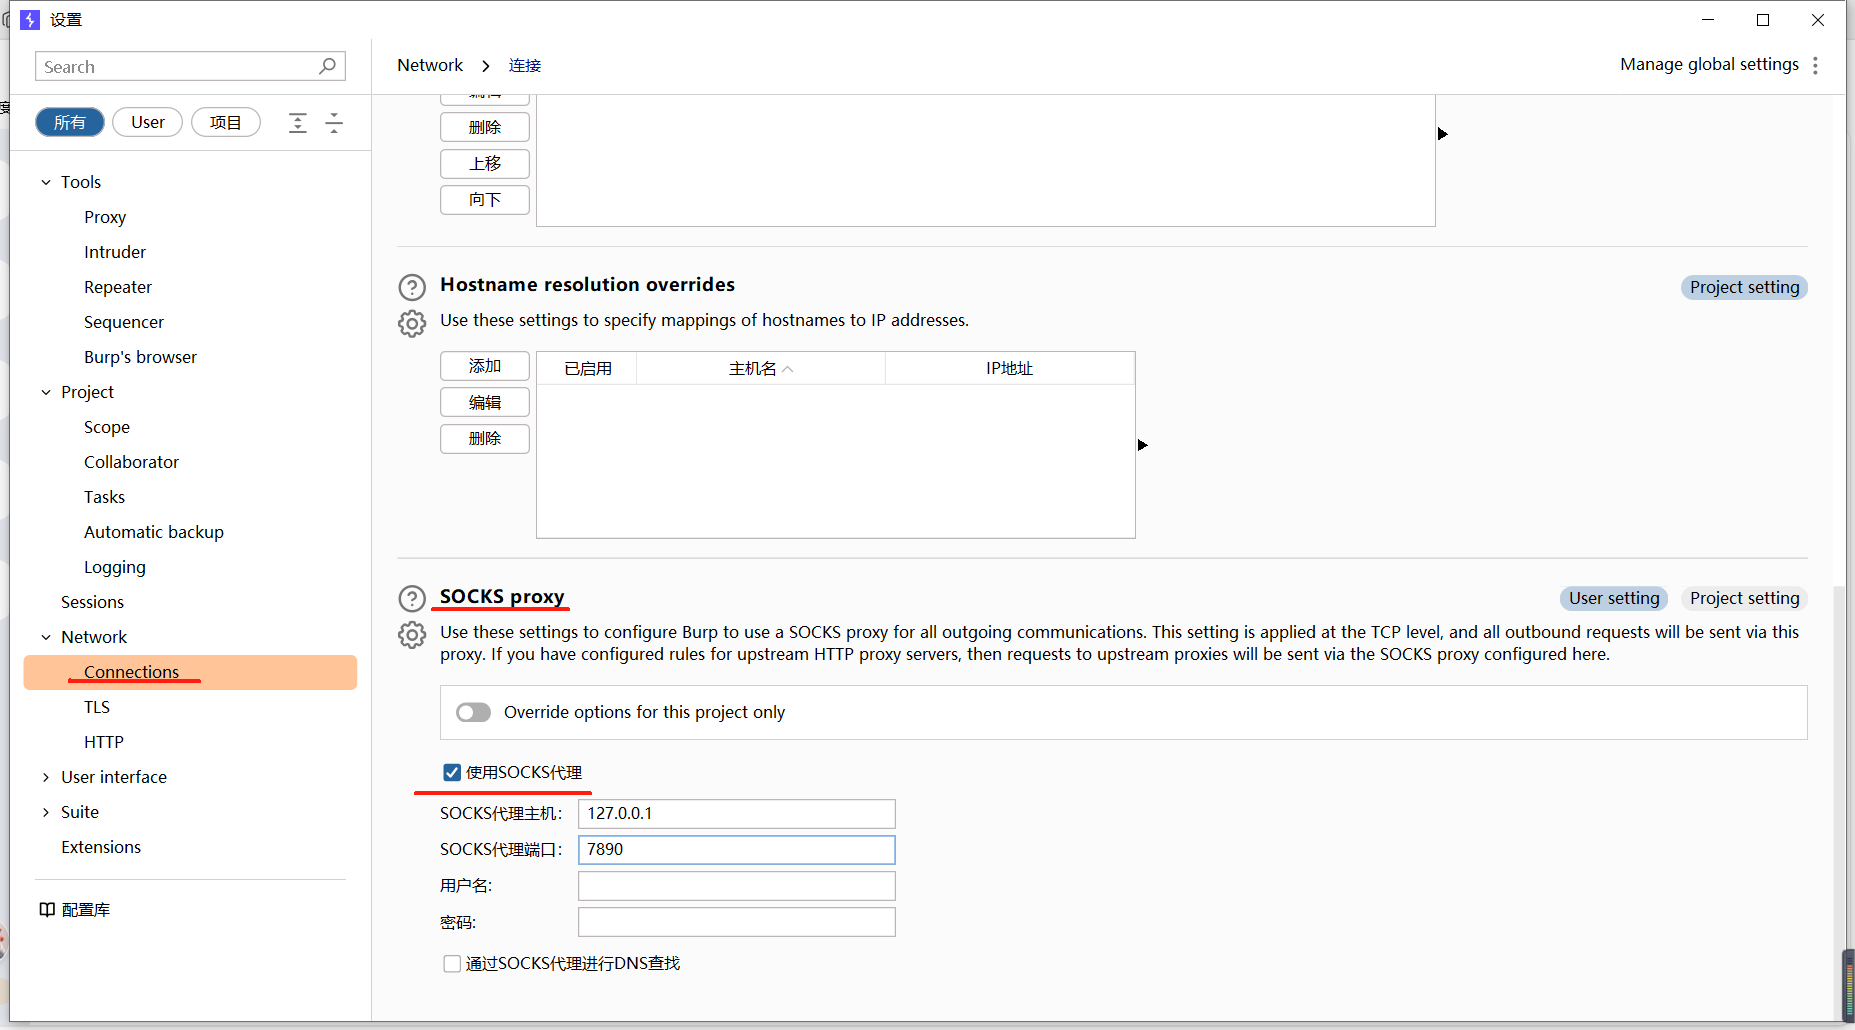 设置
Search
Network > 连接
Manage global settings
所有
User
项目
Tools
Proxy
Intruder
Repeater
Sequencer
Burp's browser
Project
Scope
Collaborator
Tasks
Automatic backup
Logging
Sessions
Network
Connections
TLS
HTTP
User interface
Suite
Extensions
配置库
编辑
删除
上移
向下
Hostname resolution overrides
Project setting
Use these settings to specify mappings of hostnames to IP addresses.
添加
编辑
删除
已启用
主机名
IP地址
SOCKS proxy
User setting
Project setting
Use these settings to configure Burp to use a SOCKS proxy for all outgoing communications. This setting is applied at the TCP level, and all outbound requests will be sent via this
proxy. If you have configured rules for upstream HTTP proxy servers, then requests to upstream proxies will be sent via the SOCKS proxy configured here.
Override options for this project only
使用SOCKS代理
SOCKS代理主机: 127.0.0.1
SOCKS代理端口: 7890
用户名:
密码:
通过SOCKS代理进行DNS查找